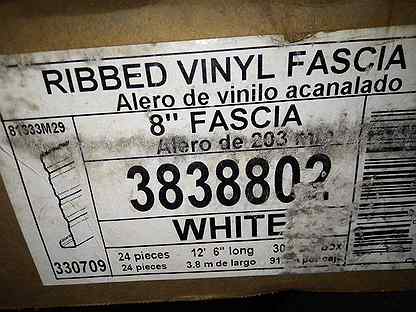 RIBBED VINYL FASCIA
Alero de vinilo acanalado
81333M29
8" FASCIA
Alero de 203
3838802
WHITE
24 pieces 12' 6" long
24 pieces 3.8 m de largo
330709